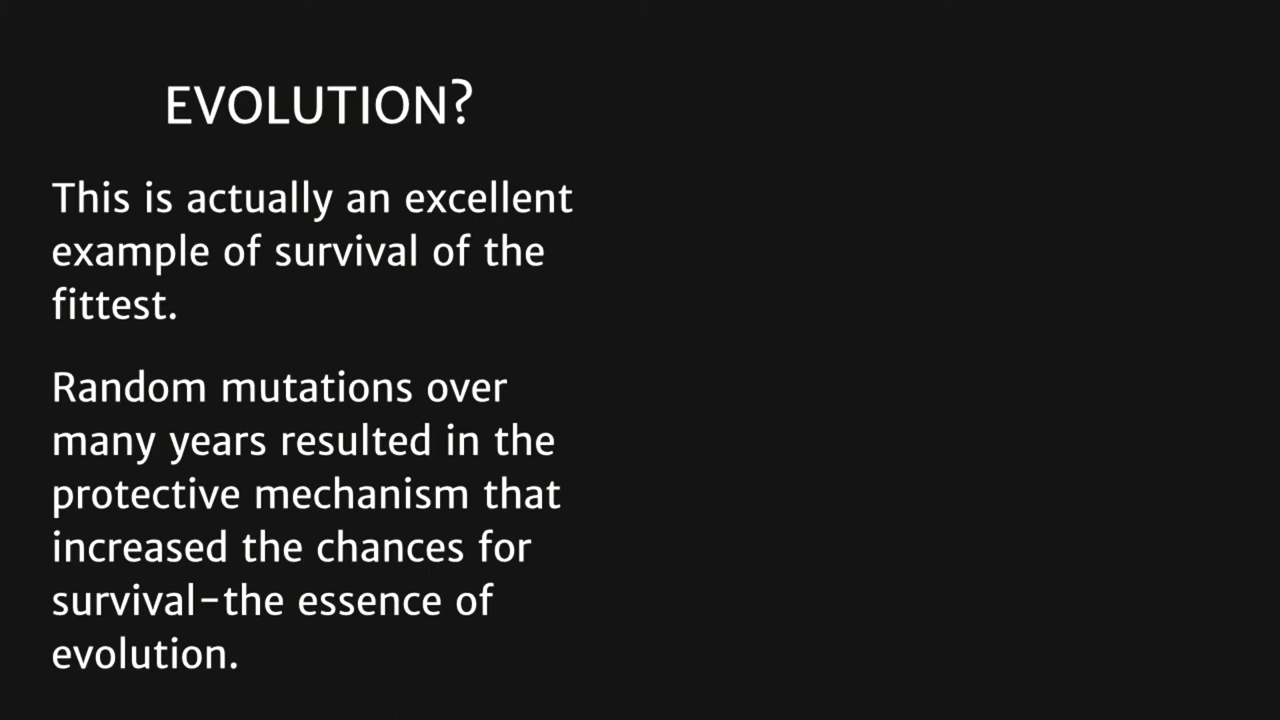 EVOLUTION?
This is actually an excellent
example of survival of the
fittest.
Random mutations over
many years resulted in the
protective mechanism that
increased the chances for
survival–the essence of
evolution.